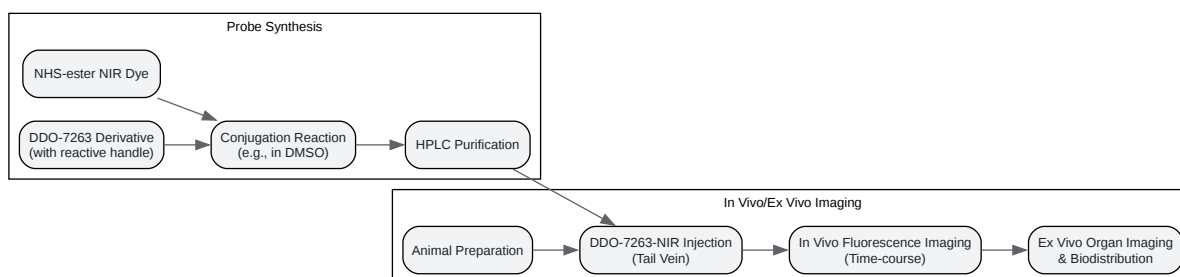 Probe Synthesis
NHS-ester NIR Dye
DDO-7263 Derivative
(with reactive handle)
Conjugation Reaction
(e.g., in DMSO)
HPLC Purification
In Vivo/Ex Vivo Imaging
Animal Preparation
DDO-7263-NIR Injection
(Tail Vein)
In Vivo Fluorescence Imaging
(Time-course)
Ex Vivo Organ Imaging
& Biodistribution